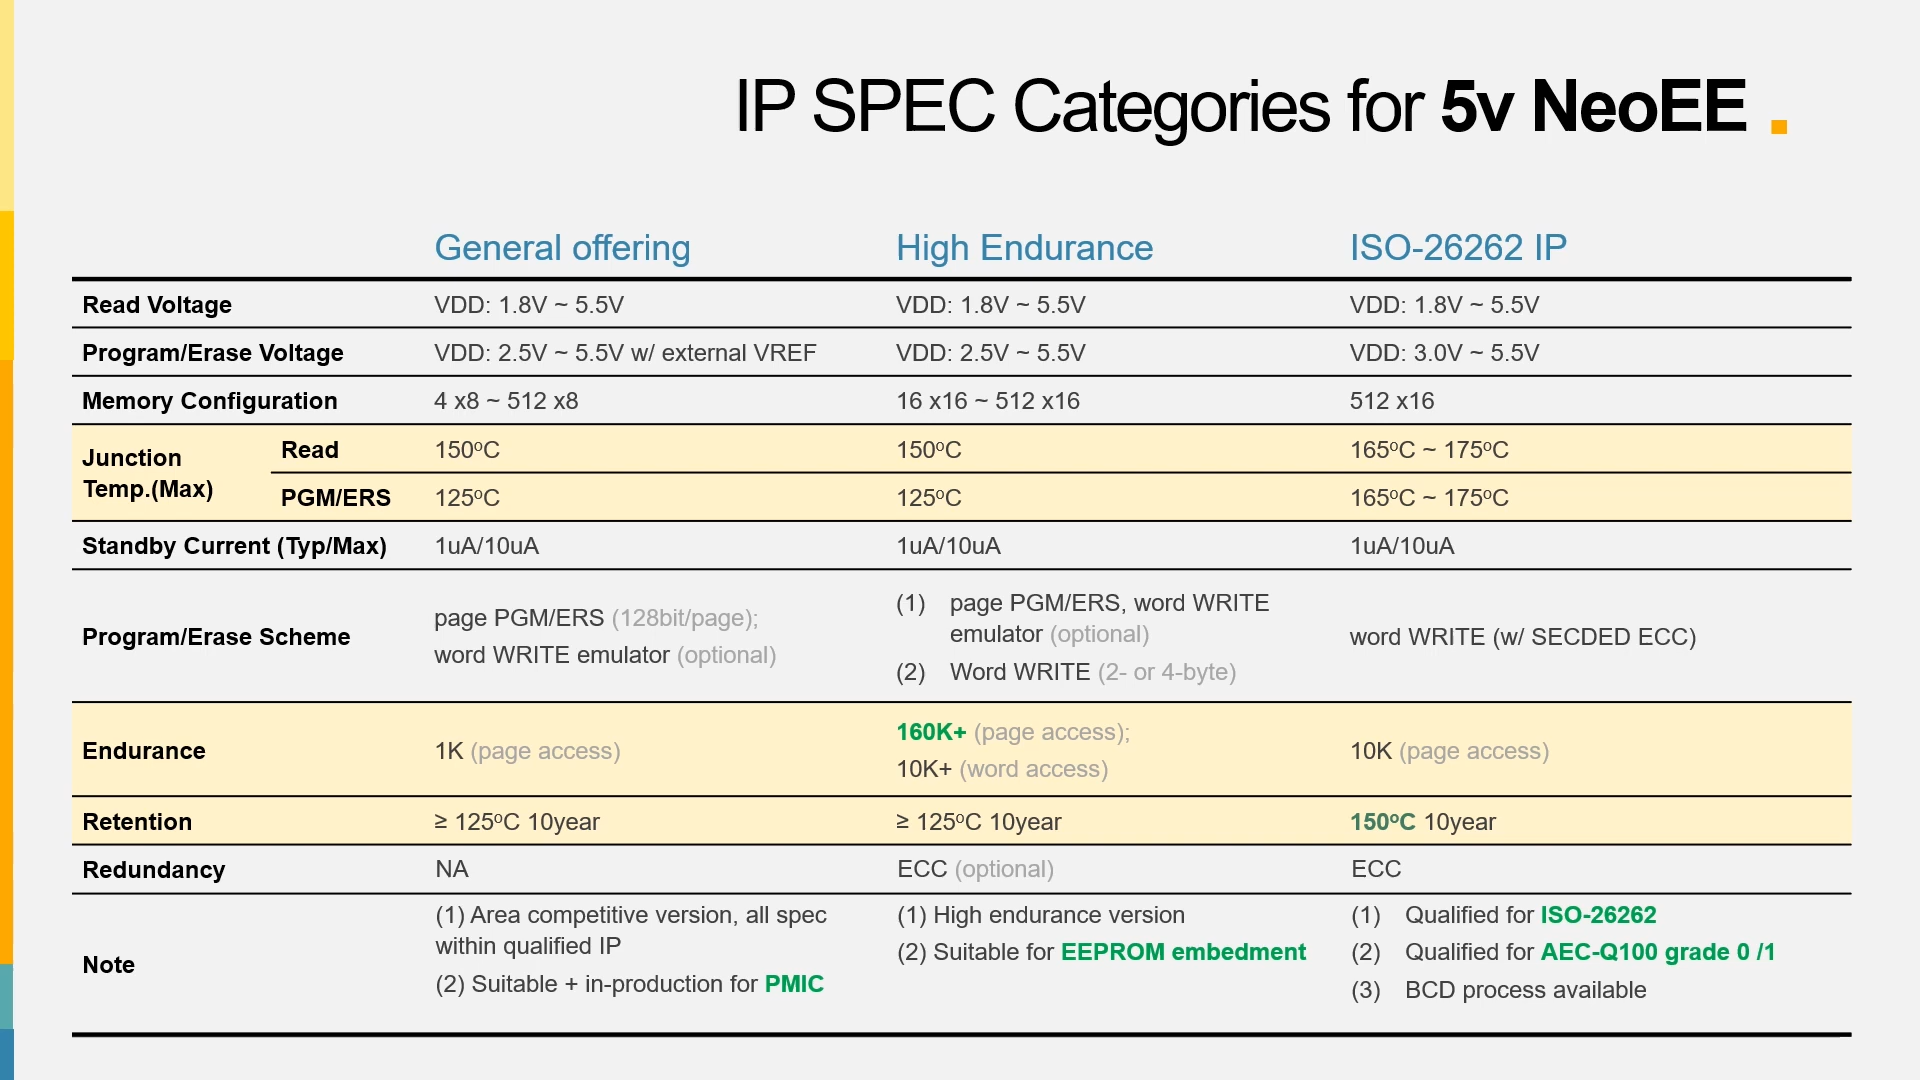 IP SPEC Categories for 5v NeoEE .
General offering High Endurance ISO-26262 IP
Read Voltage VDD: 1.8V ~ 5.5V VDD: 1.8V ~ 5.5V VDD: 1.8V ~ 5.5V
Program/Erase Voltage VDD: 2.5V ~ 5.5V w/ external VREF VDD: 2.5V ~ 5.5V VDD: 3.0V ~ 5.5V
Memory Configuration 4 x8 ~ 512 x8 16 x16 ~ 512 x16 512 x16
Junction
Temp.(Max)
Read 150ºC 150ºC 165ºC ~ 175ºC
PGM/ERS 125ºC 125ºC 165ºC ~ 175ºC
Standby Current (Typ/Max) 1uA/10uA 1uA/10uA 1uA/10uA
Program/Erase Scheme
page PGM/ERS (128bit/page);
word WRITE emulator (optional)
(1) page PGM/ERS, word WRITE
emulator (optional)
(2) Word WRITE (2- or 4-byte)
word WRITE (w/ SECDED ECC)
Endurance
1K (page access)
160K+ (page access);
10K+ (word access)
10K (page access)
Retention ≥ 125ºC 10year ≥ 125ºC 10year 150ºC 10year
Redundancy NA ECC (optional) ECC
Note
(1) Area competitive version, all spec
within qualified IP
(2) Suitable + in-production for PMIC
(1) High endurance version
(2) Suitable for EEPROM embedment
(1) Qualified for ISO-26262
(2) Qualified for AEC-Q100 grade 0 /1
(3) BCD process available